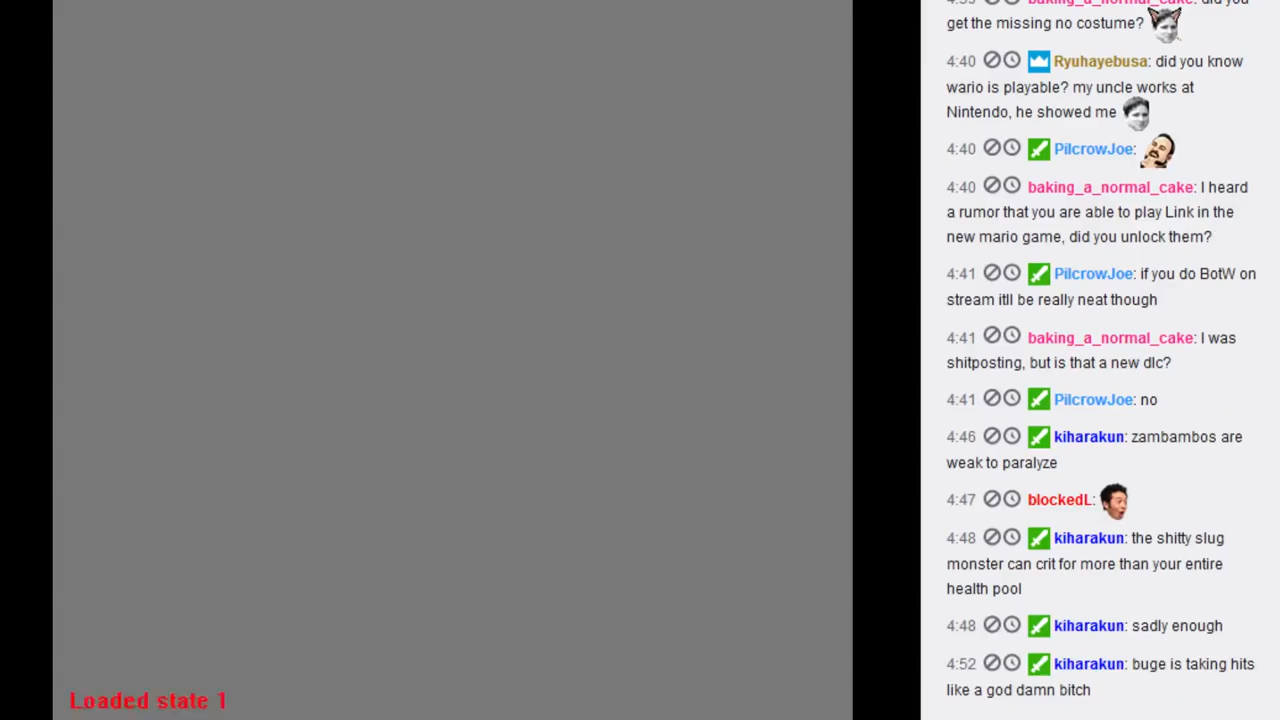 baking_a_normal_cake: did you
get the missing no costume?
4:40 Ryuhayebusa: did you know
wario is playable? my uncle works at
Nintendo, he showed me
4:40 PilcrowJoe:
4:40 baking_a_normal_cake: I heard
a rumor that you are able to play Link in the
new mario game, did you unlock them?
4:41 PilcrowJoe: if you do BotW on
stream itll be really neat though
4:41 baking_a_normal_cake: I was
shitposting, but is that a new dlc?
4:41 PilcrowJoe: no
4:46 kiharakun: zambambos are
weak to paralyze
4:47 blockedL:
4:48 kiharakun: the shitty slug
monster can crit for more than your entire
health pool
4:48 kiharakun: sadly enough
4:52 kiharakun: buge is taking hits
like a god damn bitch
Loaded state 1